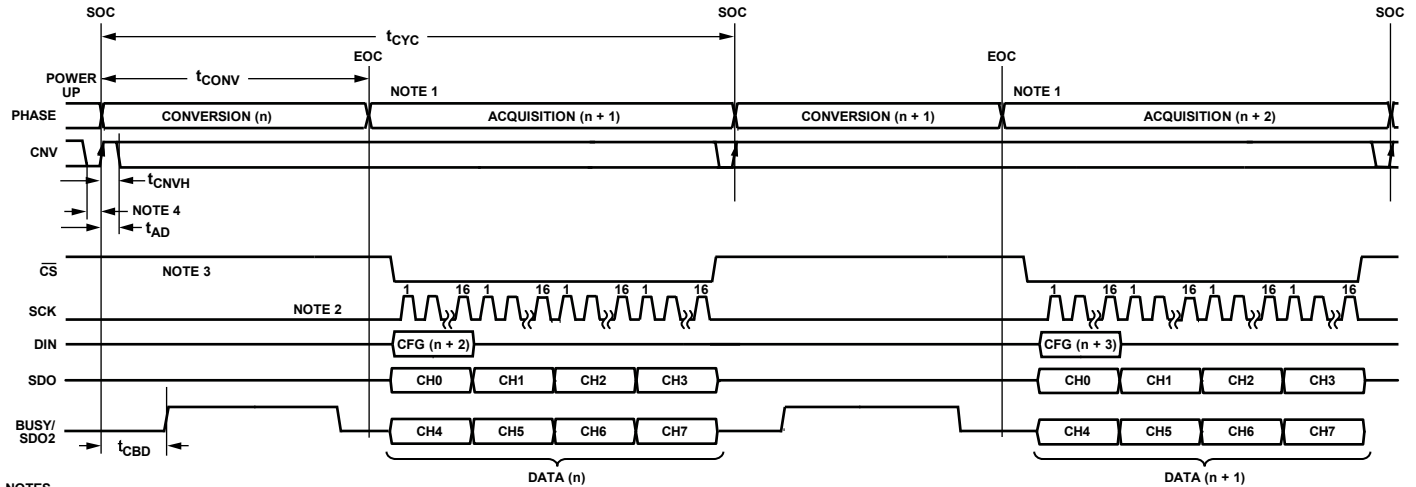 SOC SOC SOC
tCYC
EOC EOC
POWER UP tCONV
NOTE 1 NOTE 1
PHASE CONVERSION (n) ACQUISITION (n + 1) CONVERSION (n + 1) ACQUISITION (n + 2)
CNV
tCNVH
NOTE 4
tAD
CS NOTE 3
1 16 1 16 1 16 1 16 1 16 1 16 1 16 1 16
SCK NOTE 2
DIN CFG (n + 2) CFG (n + 3)
SDO CH0 CH1 CH2 CH3 CH0 CH1 CH2 CH3
BUSY/ SDO2 CH4 CH5 CH6 CH7 CH4 CH5 CH6 CH7
tCBD
DATA (n) DATA (n + 1)
NOTES